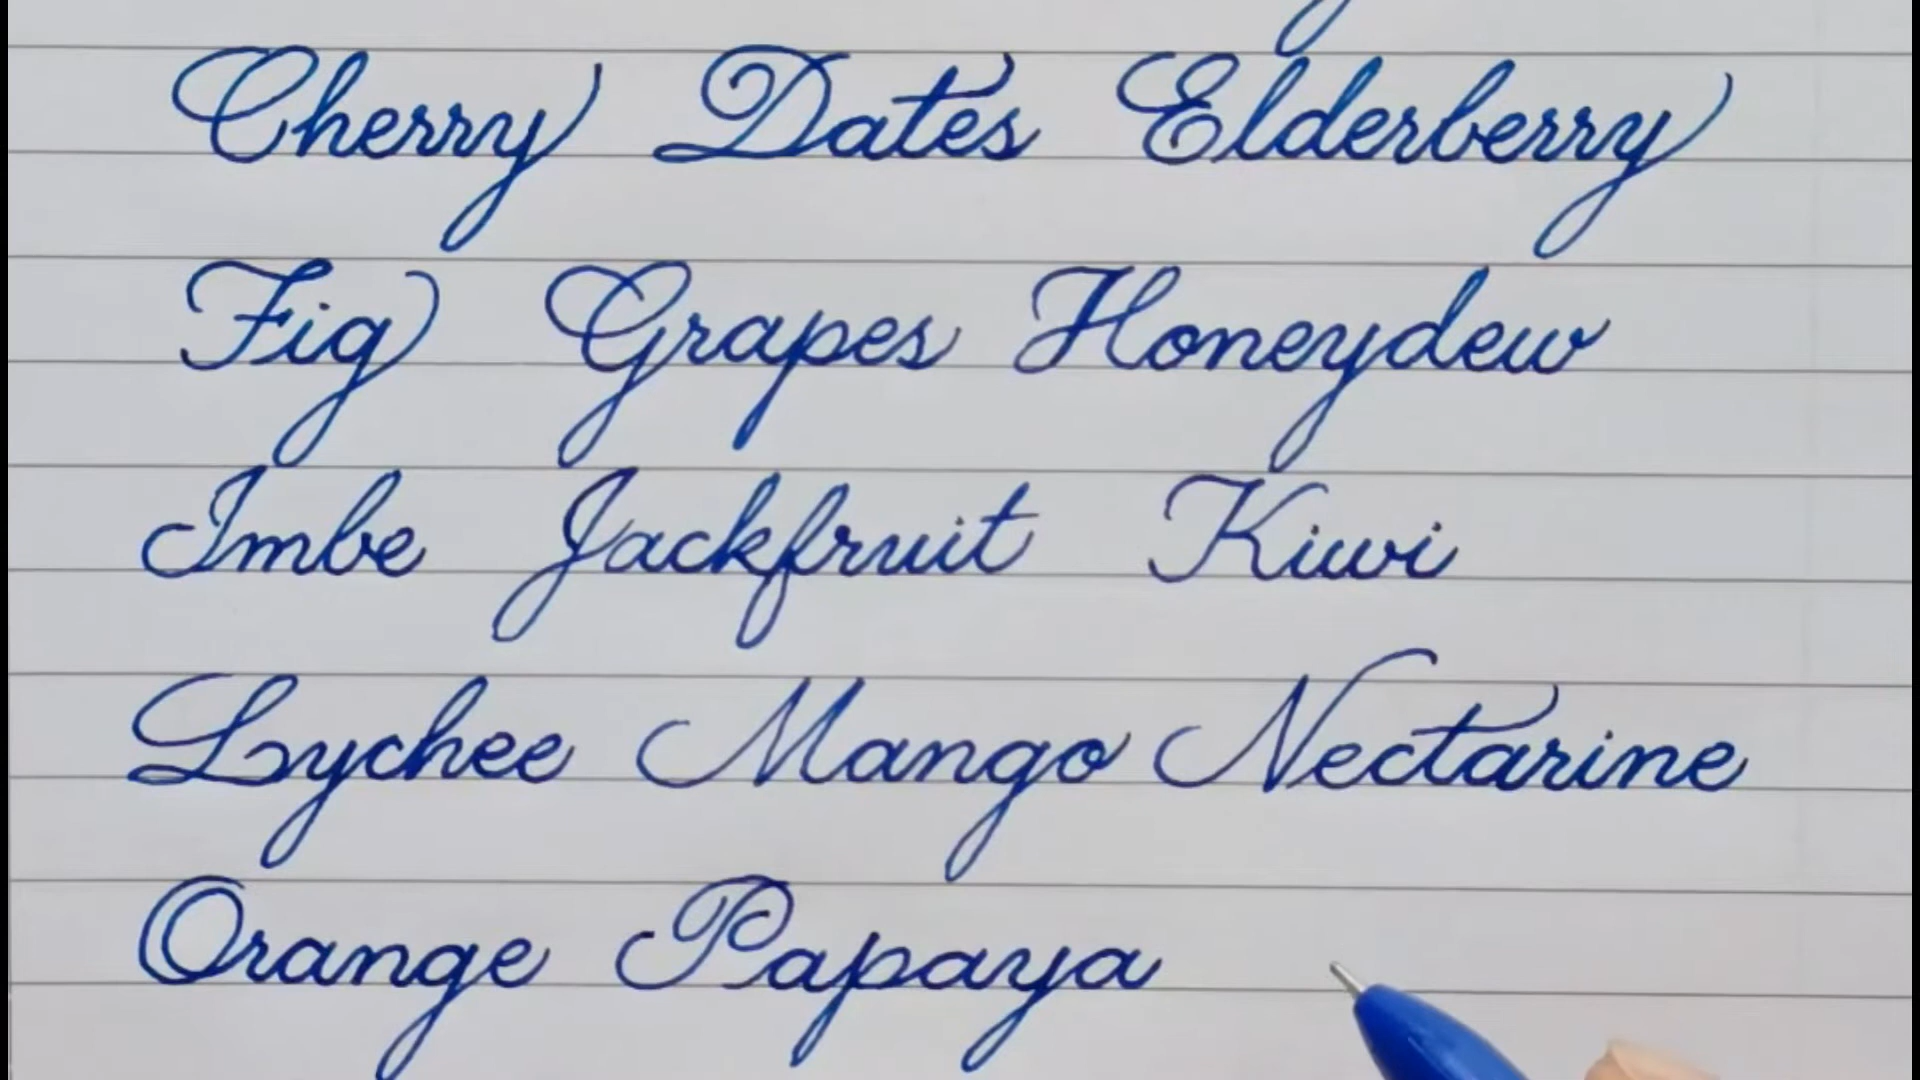 Cherry Dates Elderberry
Fig Grapes Honeydew
Imbe Jackfruit Kiwi
Lychee Mango Nectarine
Orange Papaya